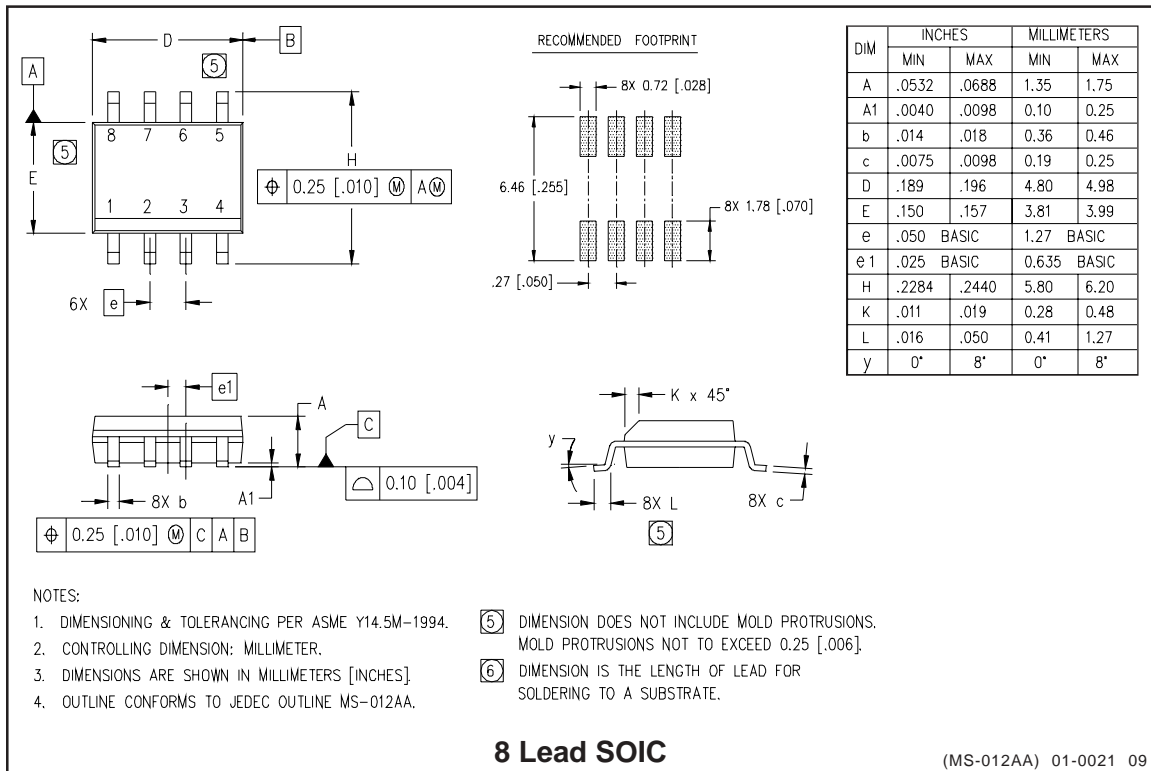 D
B
A
5
8 7 6 5
5
E
H
⌖ 0.25 [.010] Ⓜ AⓂ
1 2 3 4
6X e
RECOMMENDED FOOTPRINT
8X 0.72 [.028]
6.46 [.255]
8X 1.78 [.070]
.27 [.050]
DIM INCHES MILLIMETERS
MIN MAX MIN MAX
A .0532 .0688 1.35 1.75
A1 .0040 .0098 0.10 0.25
b .014 .018 0.36 0.46
c .0075 .0098 0.19 0.25
D .189 .196 4.80 4.98
E .150 .157 3.81 3.99
e .050 BASIC 1.27 BASIC
e1 .025 BASIC 0.635 BASIC
H .2284 .2440 5.80 6.20
K .011 .019 0.28 0.48
L .016 .050 0.41 1.27
y 0° 8° 0° 8°
e1
A
C
8X b
A1
⌓ 0.10 [.004]
⌖ 0.25 [.010] Ⓜ C A B
K x 45°
y
8X L
5
8X c
NOTES:
1. DIMENSIONING & TOLERANCING PER ASME Y14.5M-1994.
2. CONTROLLING DIMENSION: MILLIMETER.
3. DIMENSIONS ARE SHOWN IN MILLIMETERS [INCHES].
4. OUTLINE CONFORMS TO JEDEC OUTLINE MS-012AA.
5 DIMENSION DOES NOT INCLUDE MOLD PROTRUSIONS.
MOLD PROTRUSIONS NOT TO EXCEED 0.25 [.006].
6 DIMENSION IS THE LENGTH OF LEAD FOR
SOLDERING TO A SUBSTRATE.
8 Lead SOIC
(MS-012AA) 01-0021 09